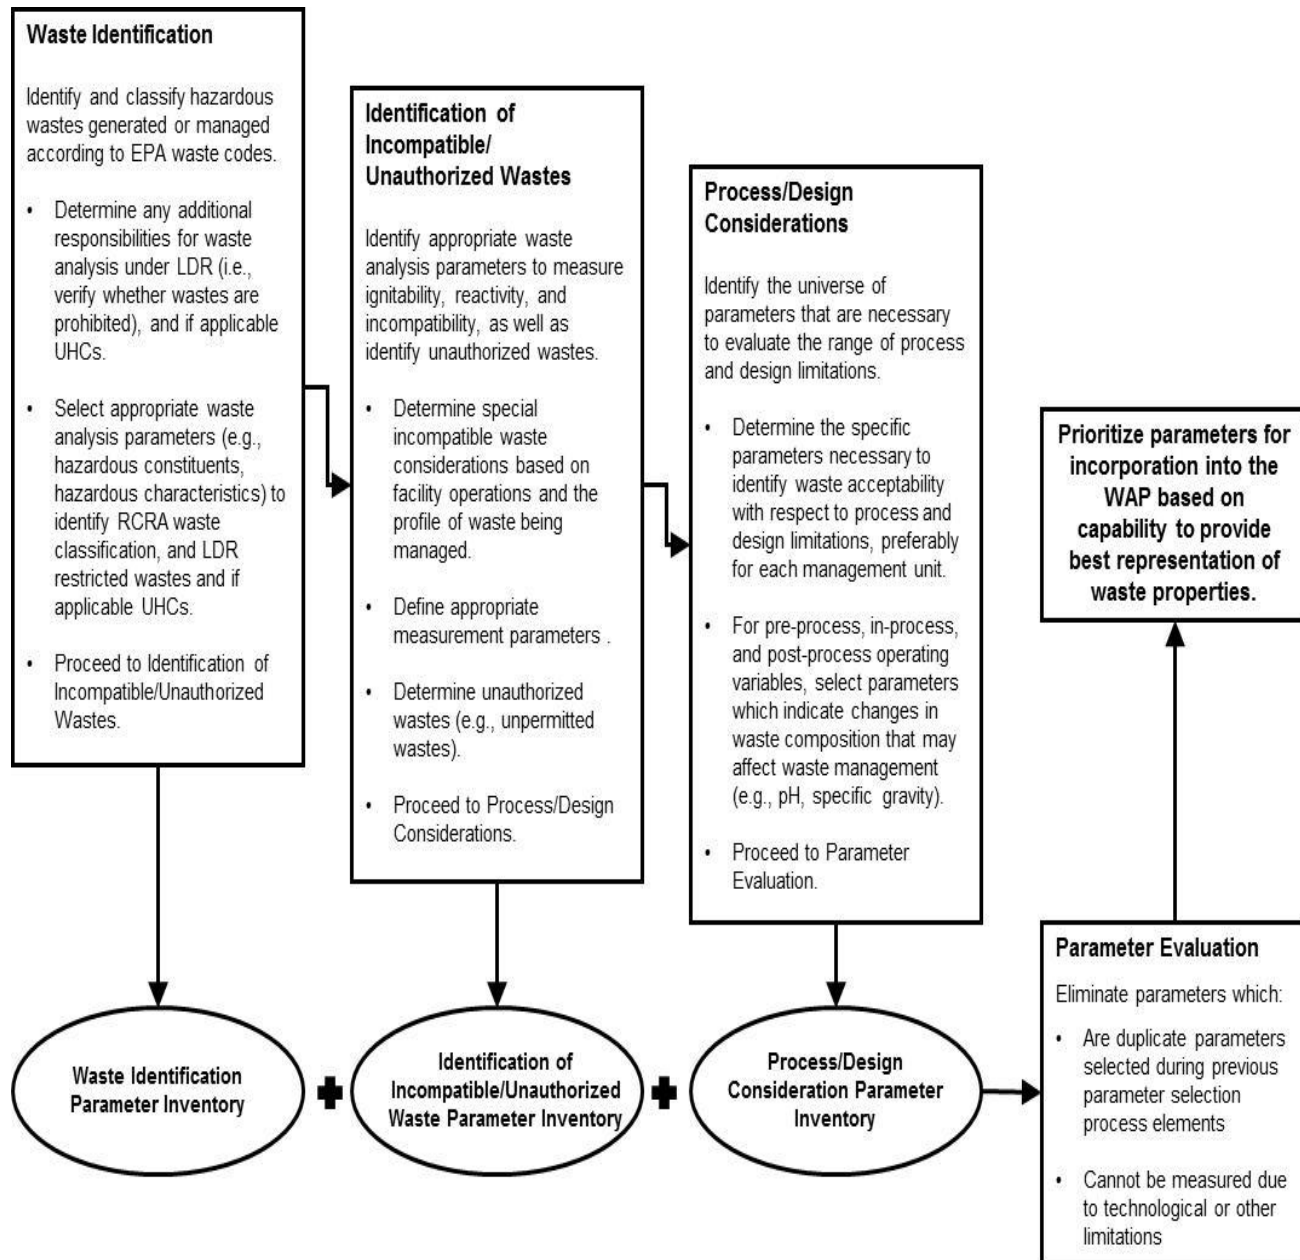 Waste Identification
Identify and classify hazardous
wastes generated or managed
according to EPA waste codes.
• Determine any additional
responsibilities for waste
analysis under LDR (i.e.,
verify whether wastes are
prohibited), and if applicable
UHCs.
• Select appropriate waste
analysis parameters (e.g.,
hazardous constituents,
hazardous characteristics) to
identify RCRA waste
classification, and LDR
restricted wastes and if
applicable UHCs.
• Proceed to Identification of
Incompatible/Unauthorized
Wastes.
Identification of
Incompatible/
Unauthorized Wastes
Identify appropriate waste
analysis parameters to measure
ignitability, reactivity, and
incompatibility, as well as
identify unauthorized wastes.
• Determine special
incompatible waste
considerations based on
facility operations and the
profile of waste being
managed.
• Define appropriate
measurement parameters .
• Determine unauthorized
wastes (e.g., unpermitted
wastes).
• Proceed to Process/Design
Considerations.
Process/Design
Considerations
Identify the universe of
parameters that are necessary
to evaluate the range of process
and design limitations.
• Determine the specific
parameters necessary to
identify waste acceptability
with respect to process and
design limitations, preferably
for each management unit.
• For pre-process, in-process,
and post-process operating
variables, select parameters
which indicate changes in
waste composition that may
affect waste management
(e.g., pH, specific gravity).
• Proceed to Parameter
Evaluation.
Prioritize parameters for
incorporation into the
WAP based on
capability to provide
best representation of
waste properties.
Parameter Evaluation
Eliminate parameters which:
• Are duplicate parameters
selected during previous
parameter selection
process elements
• Cannot be measured due
to technological or other
limitations
Waste Identification
Parameter Inventory
Identification of
Incompatible/Unauthorized
Waste Parameter Inventory
Process/Design
Consideration Parameter
Inventory